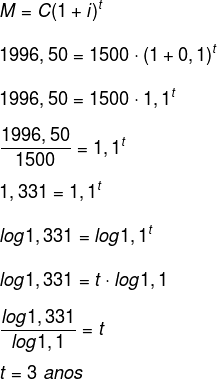 M = C(1 + i)^t
1996, 50 = 1500 · (1 + 0, 1)^t
1996, 50 = 1500 · 1, 1^t
1996, 50 / 1500 = 1, 1^t
1, 331 = 1, 1^t
log1, 331 = log1, 1^t
log1, 331 = t · log1, 1
log1, 331 / log1, 1 = t
t = 3 anos